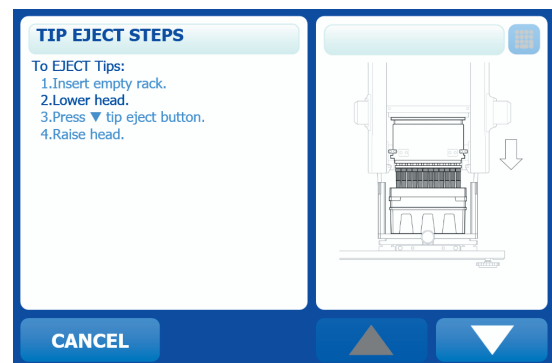 TIP EJECT STEPS
To EJECT Tips:
1.Insert empty rack.
2.Lower head.
3.Press ▼ tip eject button.
4.Raise head.
CANCEL